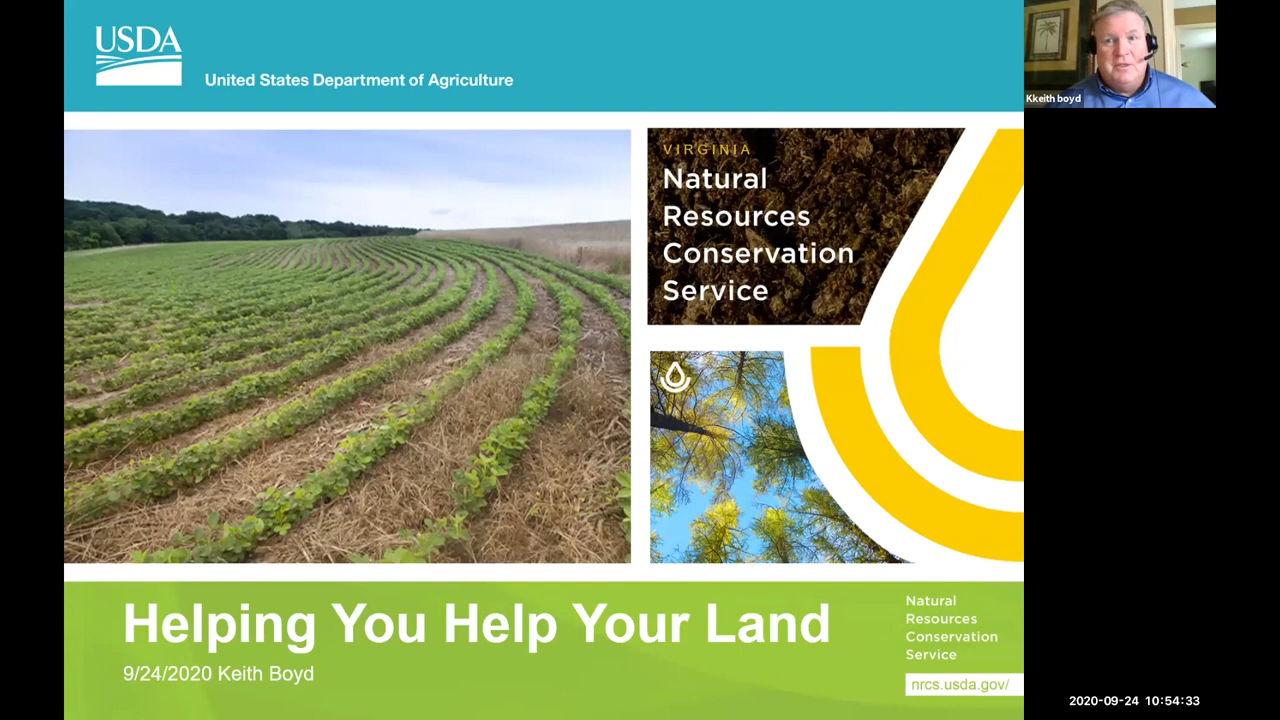 USDA
United States Department of Agriculture
Kkeith boyd
VIRGINIA
Natural
Resources
Conservation
Service
Helping You Help Your Land
9/24/2020 Keith Boyd
Natural
Resources
Conservation
Service
nrcs.usda.gov/
2020-09-24 10:54:33